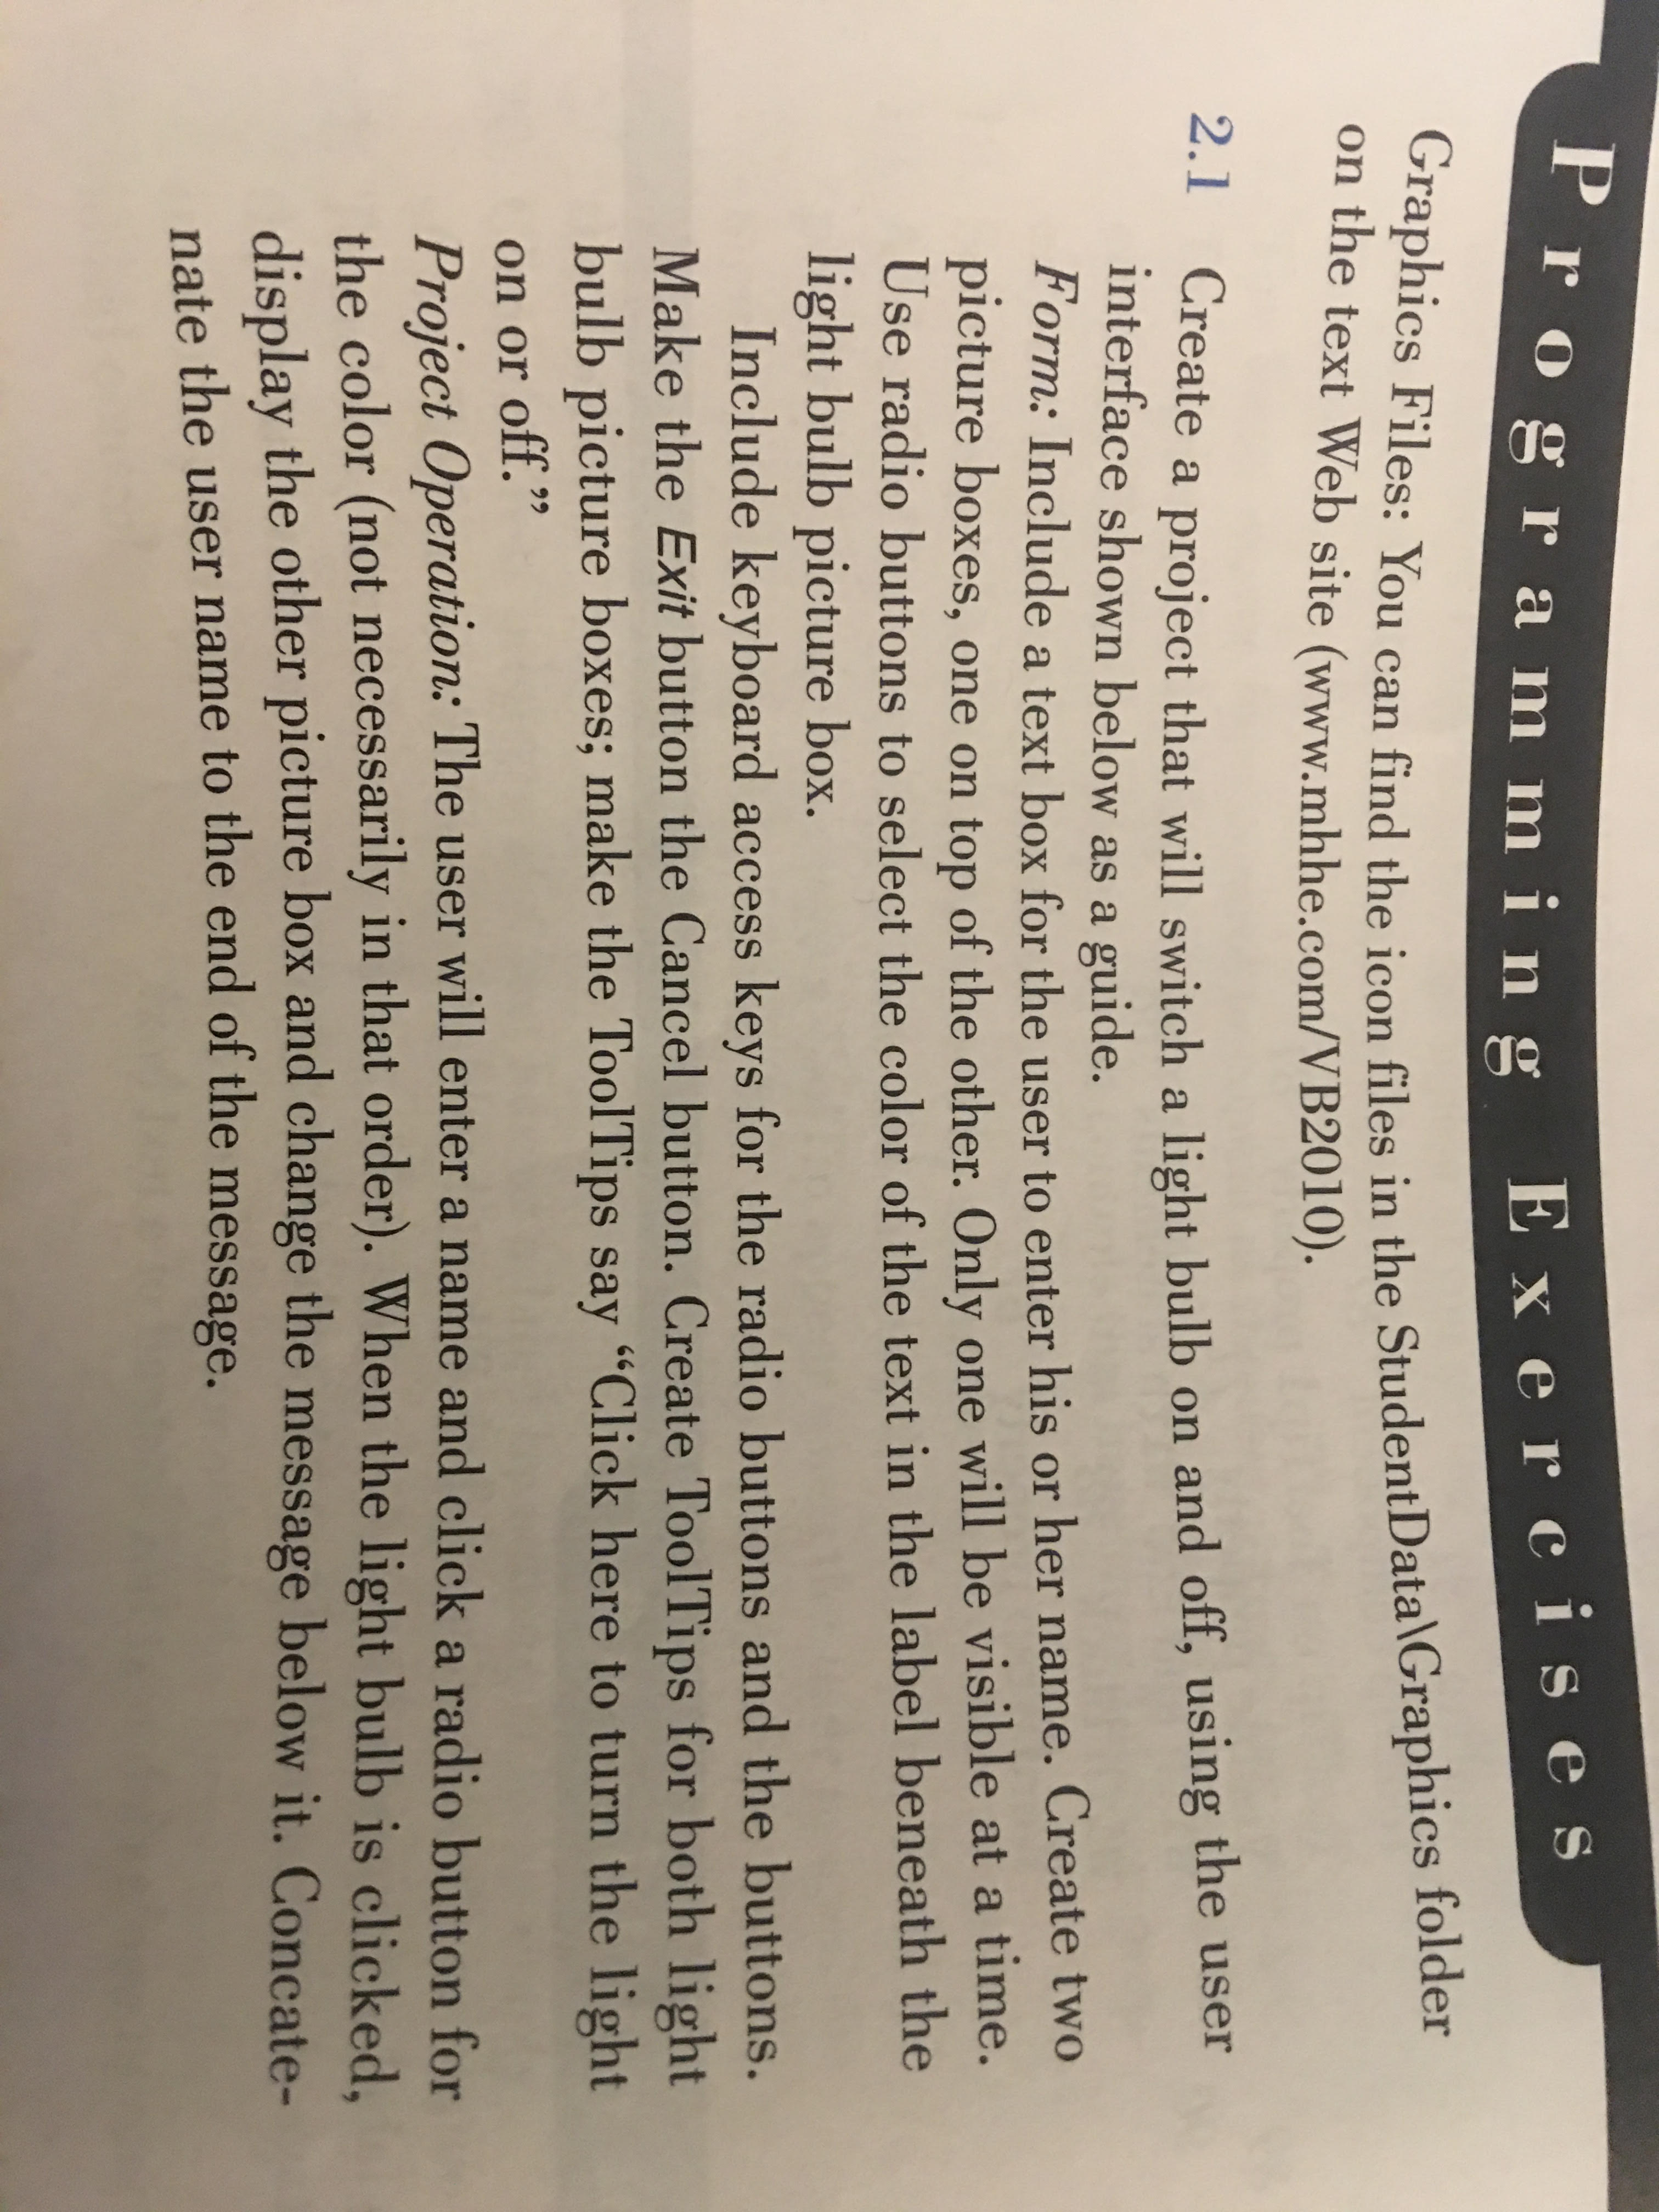 Programming Exercises
Graphics Files: You can find the icon files in the StudentData\Graphics folder
on the text Web site (www.mhhe.com/VB2010).
2.1 Create a project that will switch a light bulb on and off, using the user
interface shown below as a guide.
Form: Include a text box for the user to enter his or her name. Create two
picture boxes, one on top of the other. Only one will be visible at a time.
Use radio buttons to select the color of the text in the label beneath the
light bulb picture box.
Include keyboard access keys for the radio buttons and the buttons.
Make the Exit button the Cancel button. Create ToolTips for both light
bulb picture boxes; make the ToolTips say “Click here to turn the light
on or off.”
Project Operation: The user will enter a name and click a radio button for
the color (not necessarily in that order). When the light bulb is clicked,
display the other picture box and change the message below it. Concate-
nate the user name to the end of the message.